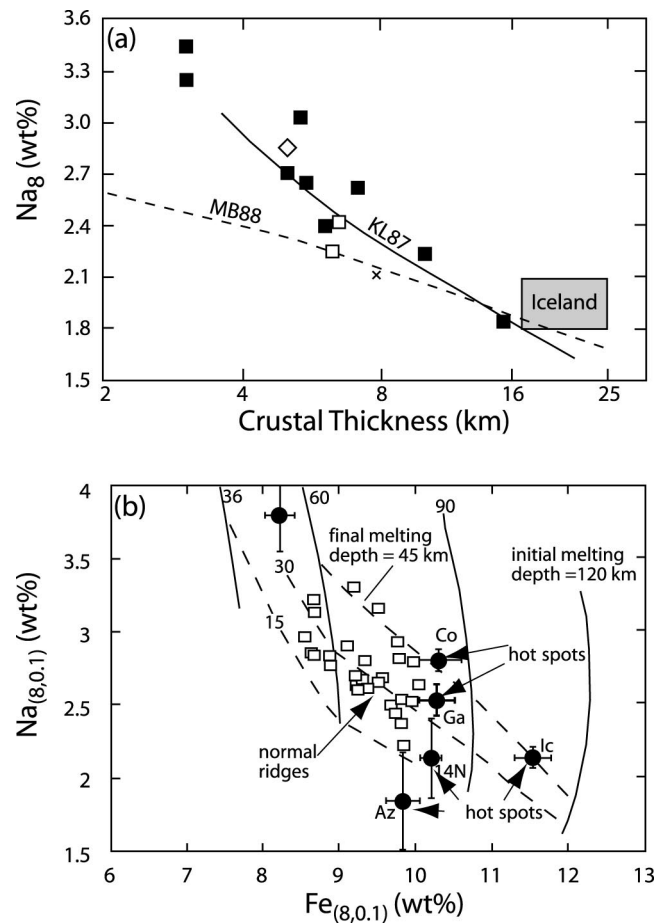 (a)
3.6
3.3
3.0
2.7
2.4
2.1
1.8
1.5
Na8 (wt%)
MB88
KL87
Iceland
2 4 8 16 25
Crustal Thickness (km)
(b)
4
3.5
3
2.5
2
1.5
Na(8,0.1) (wt%)
36
60
90
30
15
final melting
depth = 45 km
initial melting
depth =120 km
Co
hot spots
Ga
normal
ridges
14N
Ic
Az
hot spots
6 7 8 9 10 11 12 13
Fe(8,0.1) (wt%)